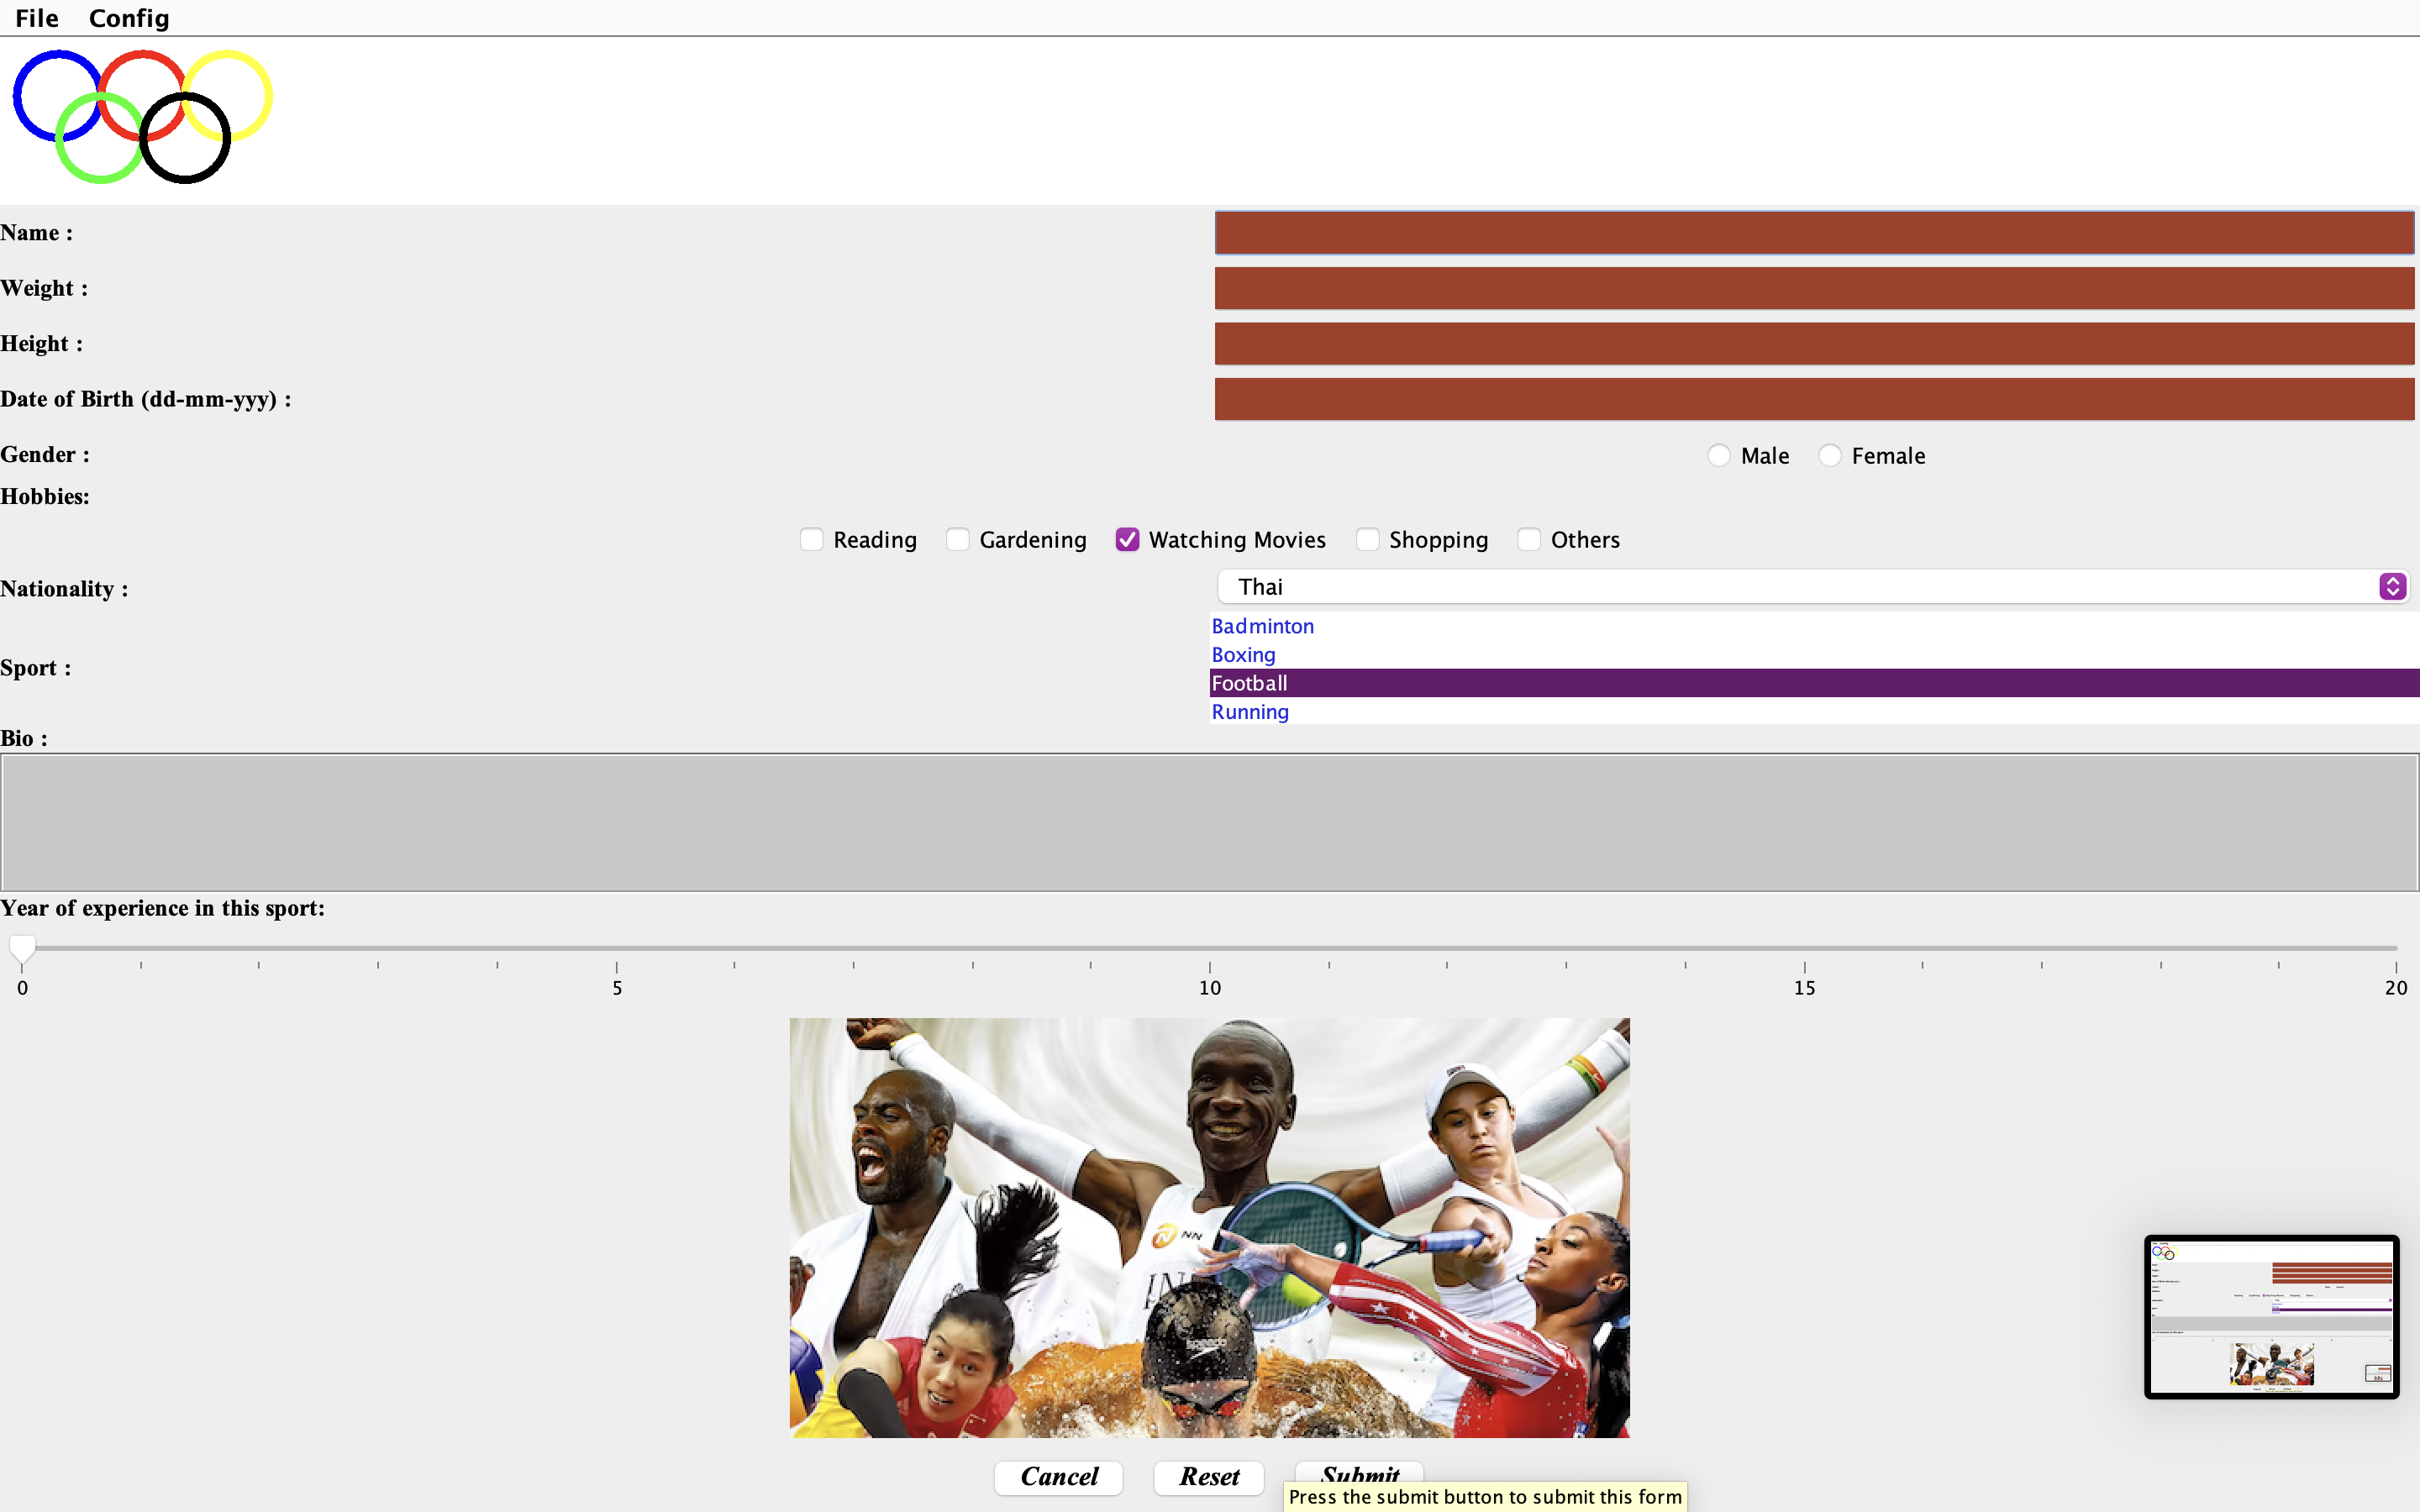 File Config
Name :
Weight :
Height :
Date of Birth (dd-mm-yyy) :
Gender : Male Female
Hobbies:
Reading Gardening Watching Movies Shopping Others
Nationality : Thai
Badminton
Boxing
Sport :
Football
Running
Bio :
Year of experience in this sport:
0 5 10 15 20
NN
speedo
Cancel Reset Submit
Press the submit button to submit this form